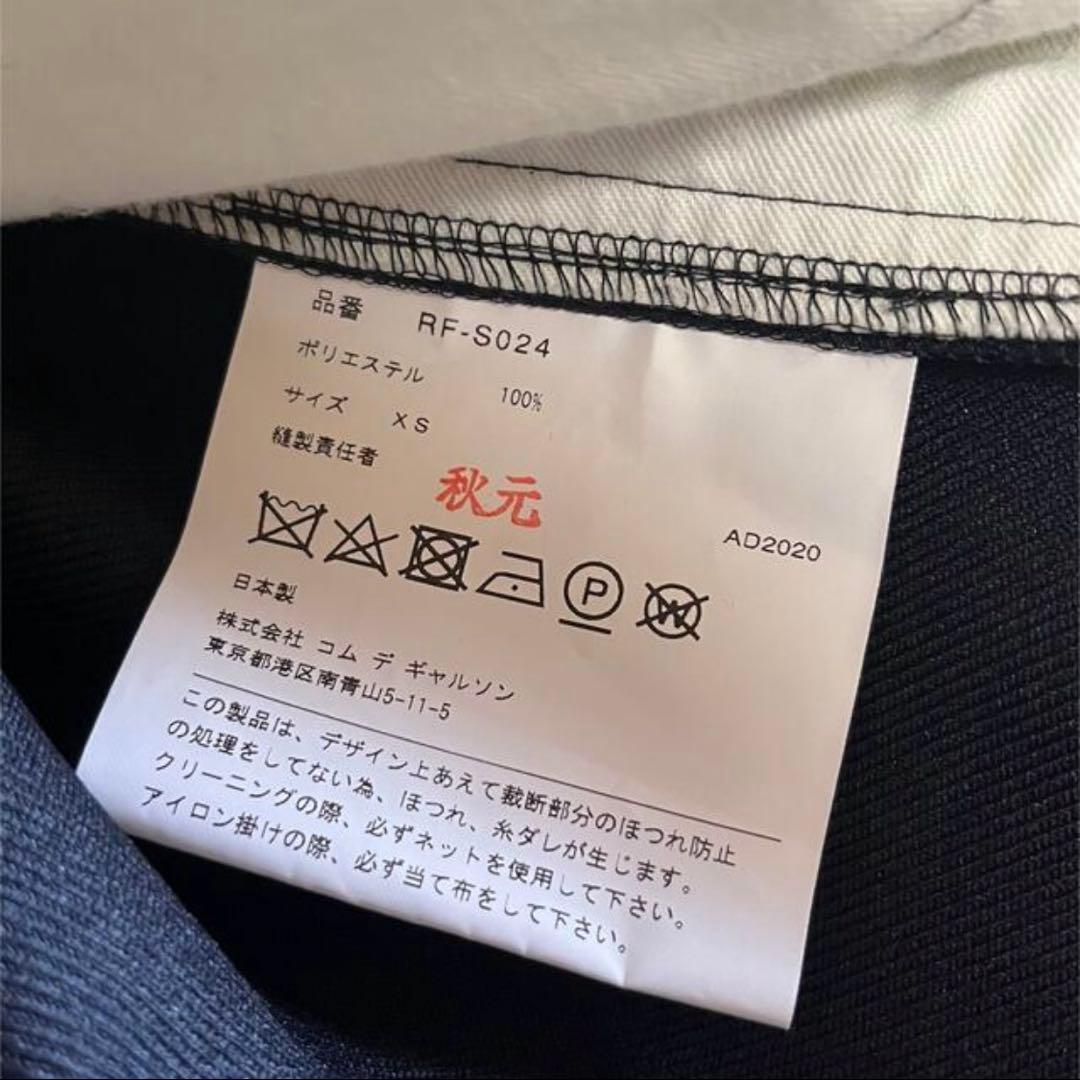 品番 RF-S024
ポリエステル 100%
サイズ XS
縫製責任者 秋元
AD2020
P
W
日本製
株式会社 コム デ ギャルソン
東京都港区南青山5-11-5
この製品は、デザイン上あえて裁断部分のほつれ防止
の処理をしてない為、ほつれ、糸ダレが生じます。
クリーニングの際、必ずネットを使用して下さい。
アイロン掛けの際、必ず当て布をして下さい。